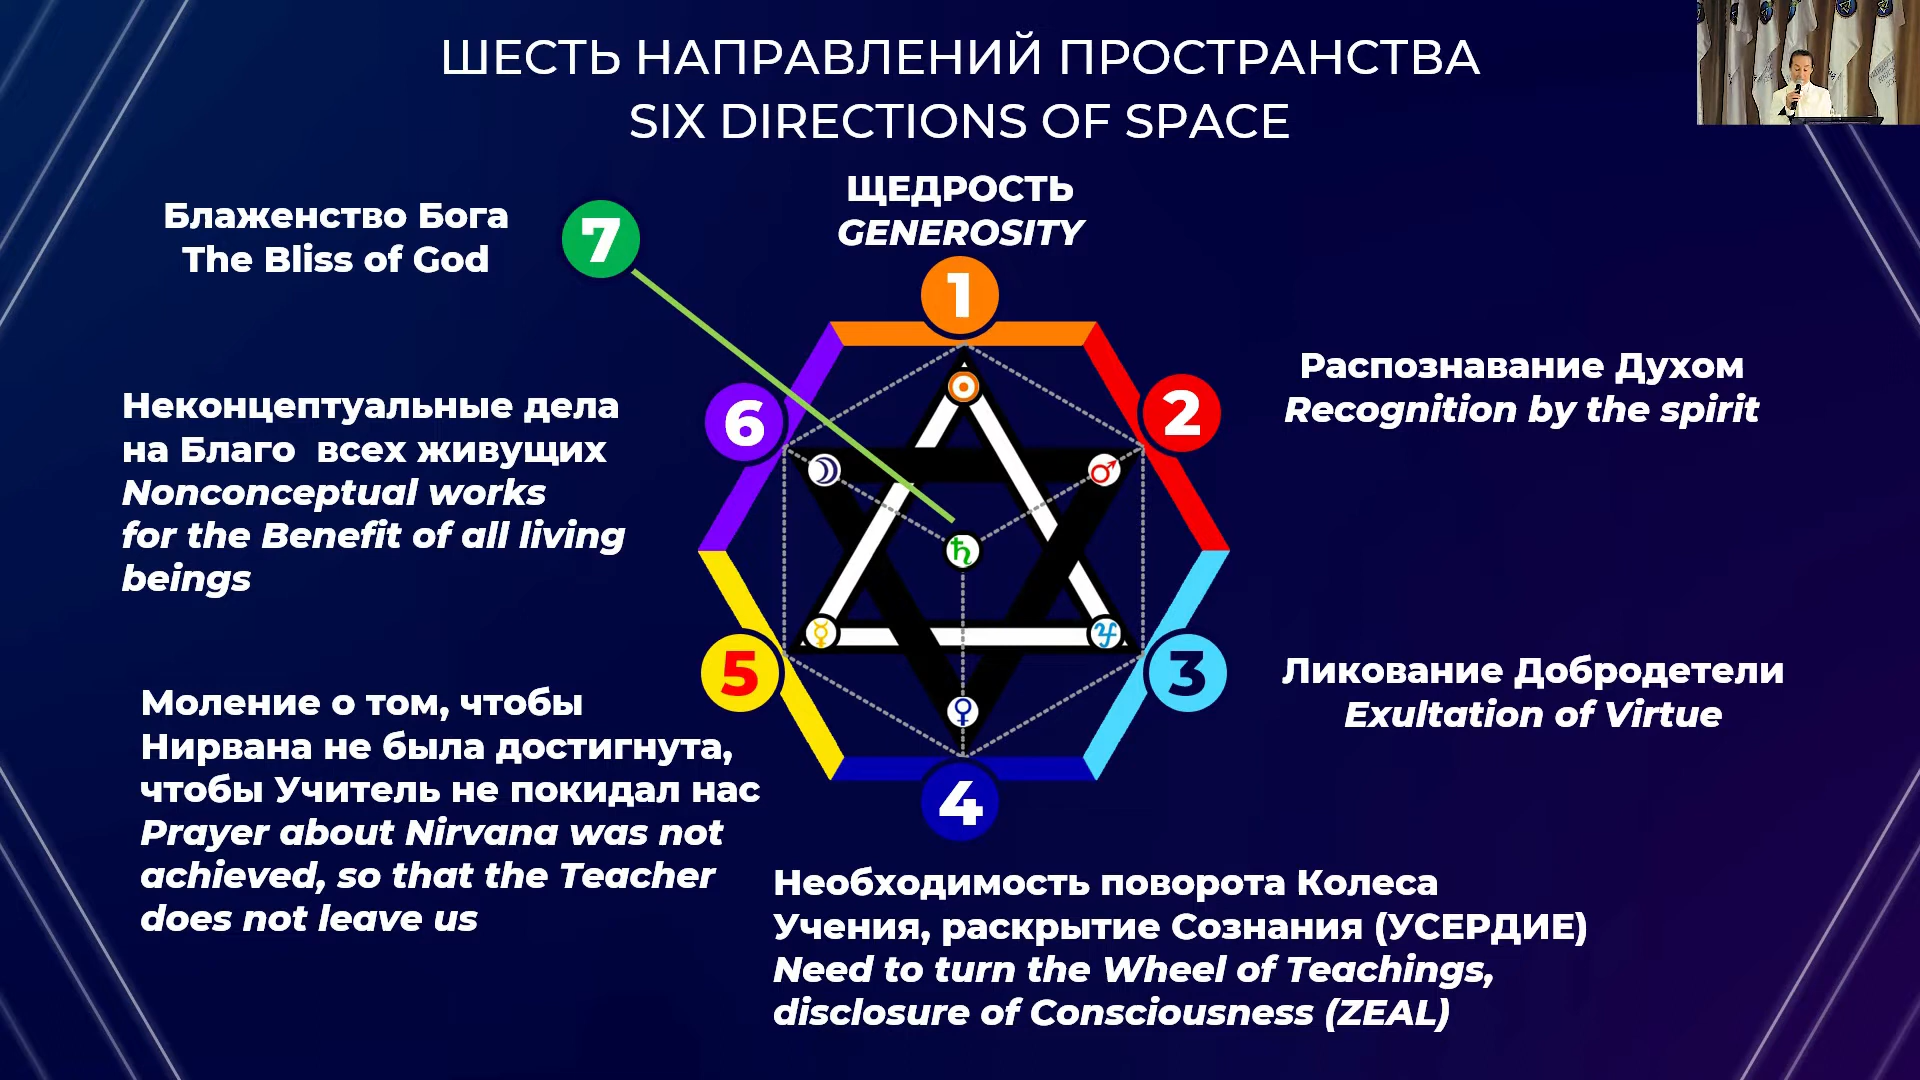 ШЕСТЬ НАПРАВЛЕНИЙ ПРОСТРАНСТВА
SIX DIRECTIONS OF SPACE
ЩЕДРОСТЬ
GENEROSITY
1
Блаженство Бога
The Bliss of God
7
Распознавание Духом
Recognition by the spirit
2
Неконцептуальные дела
на Благо всех живущих
Nonconceptual works
for the Benefit of all living
beings
6
Ликование Добродетели
Exultation of Virtue
3
5
Моление о том, чтобы
Нирвана не была достигнута,
чтобы Учитель не покидал нас
Prayer about Nirvana was not
achieved, so that the Teacher
does not leave us
4
Необходимость поворота Колеса
Учения, раскрытие Сознания (УСЕРДИЕ)
Need to turn the Wheel of Teachings,
disclosure of Consciousness (ZEAL)